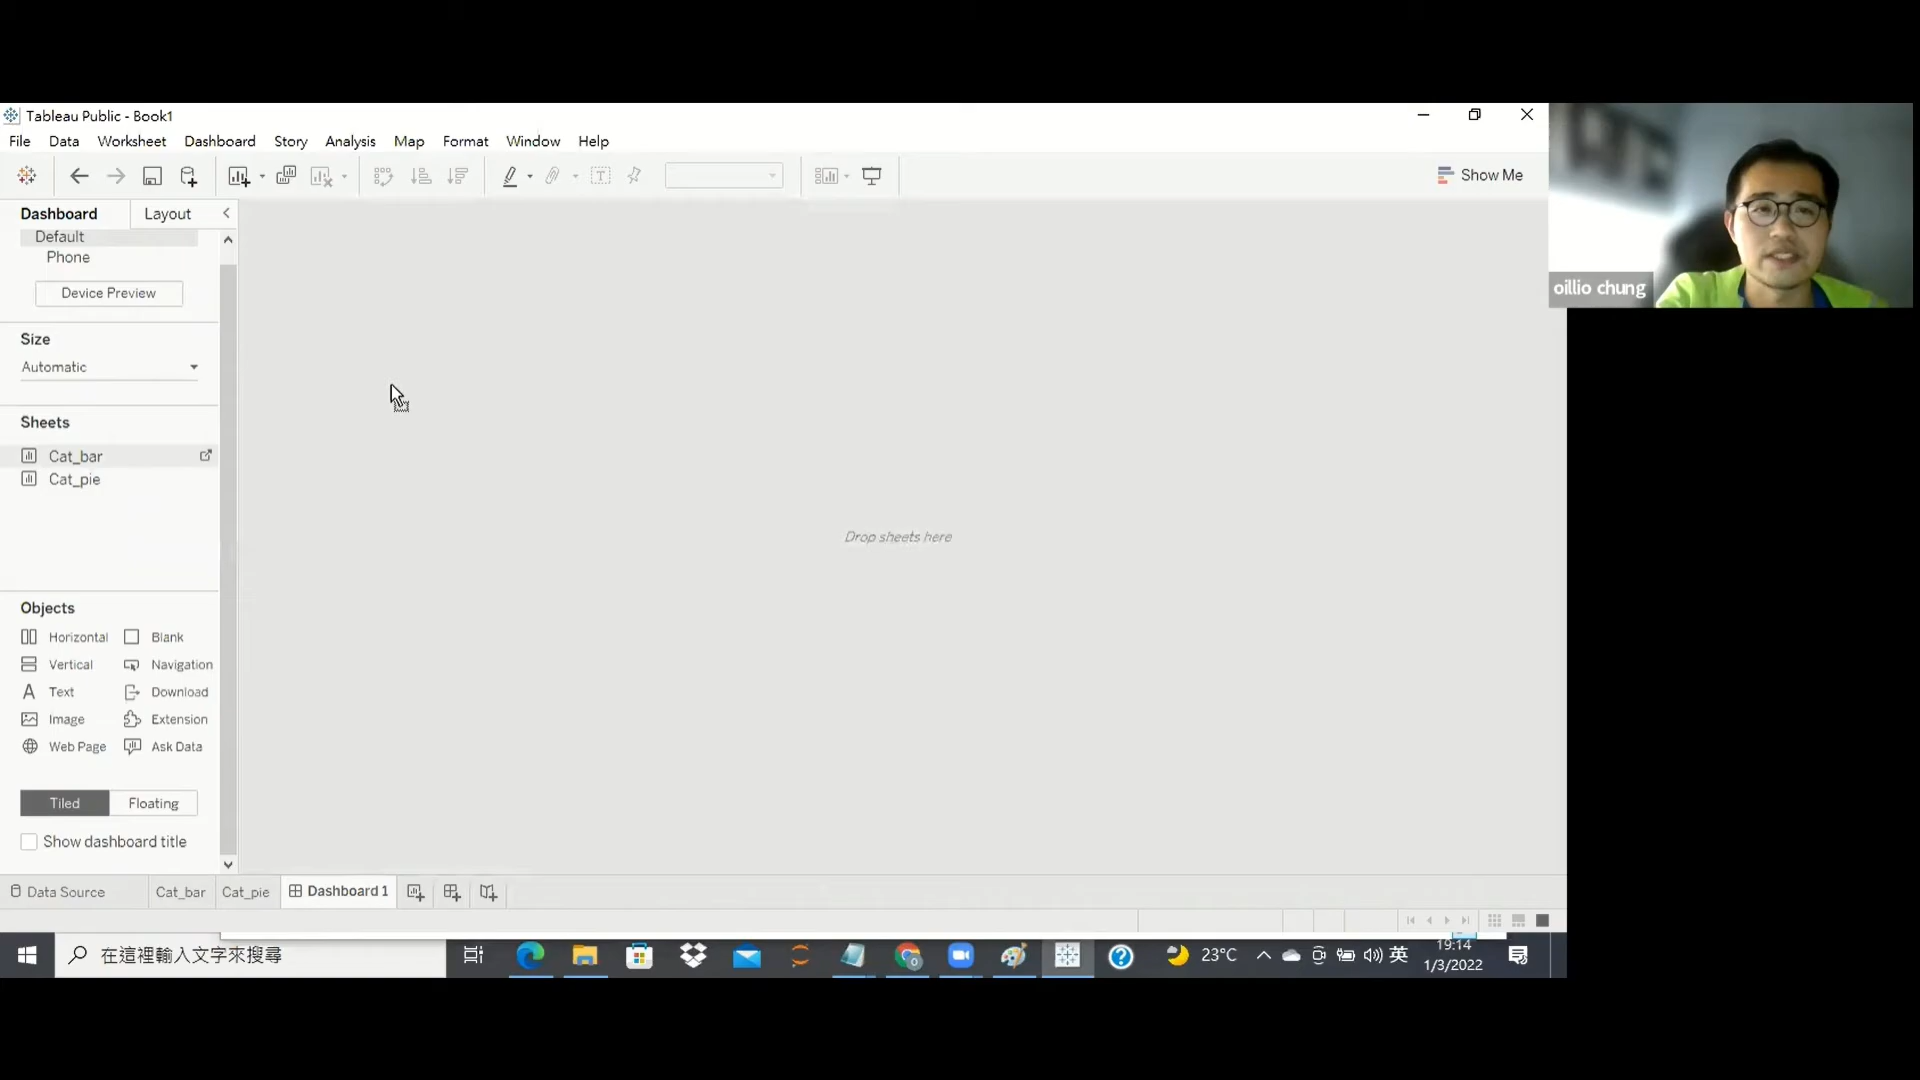 Tableau Public - Book1
File Data Worksheet Dashboard Story Analysis Map Format Window Help
Show Me
Dashboard Layout
Default
Phone
Device Preview
Size
Automatic
Sheets
Cat_bar
Cat_pie
Drop sheets here
Objects
Horizontal Blank
Vertical Navigation
Text Download
Image Extension
Web Page Ask Data
Tiled Floating
Show dashboard title
Data Source Cat_bar Cat_pie Dashboard 1
在這裡輸入文字來搜尋
23°C 英
19:14
1/3/2022
oillio chung